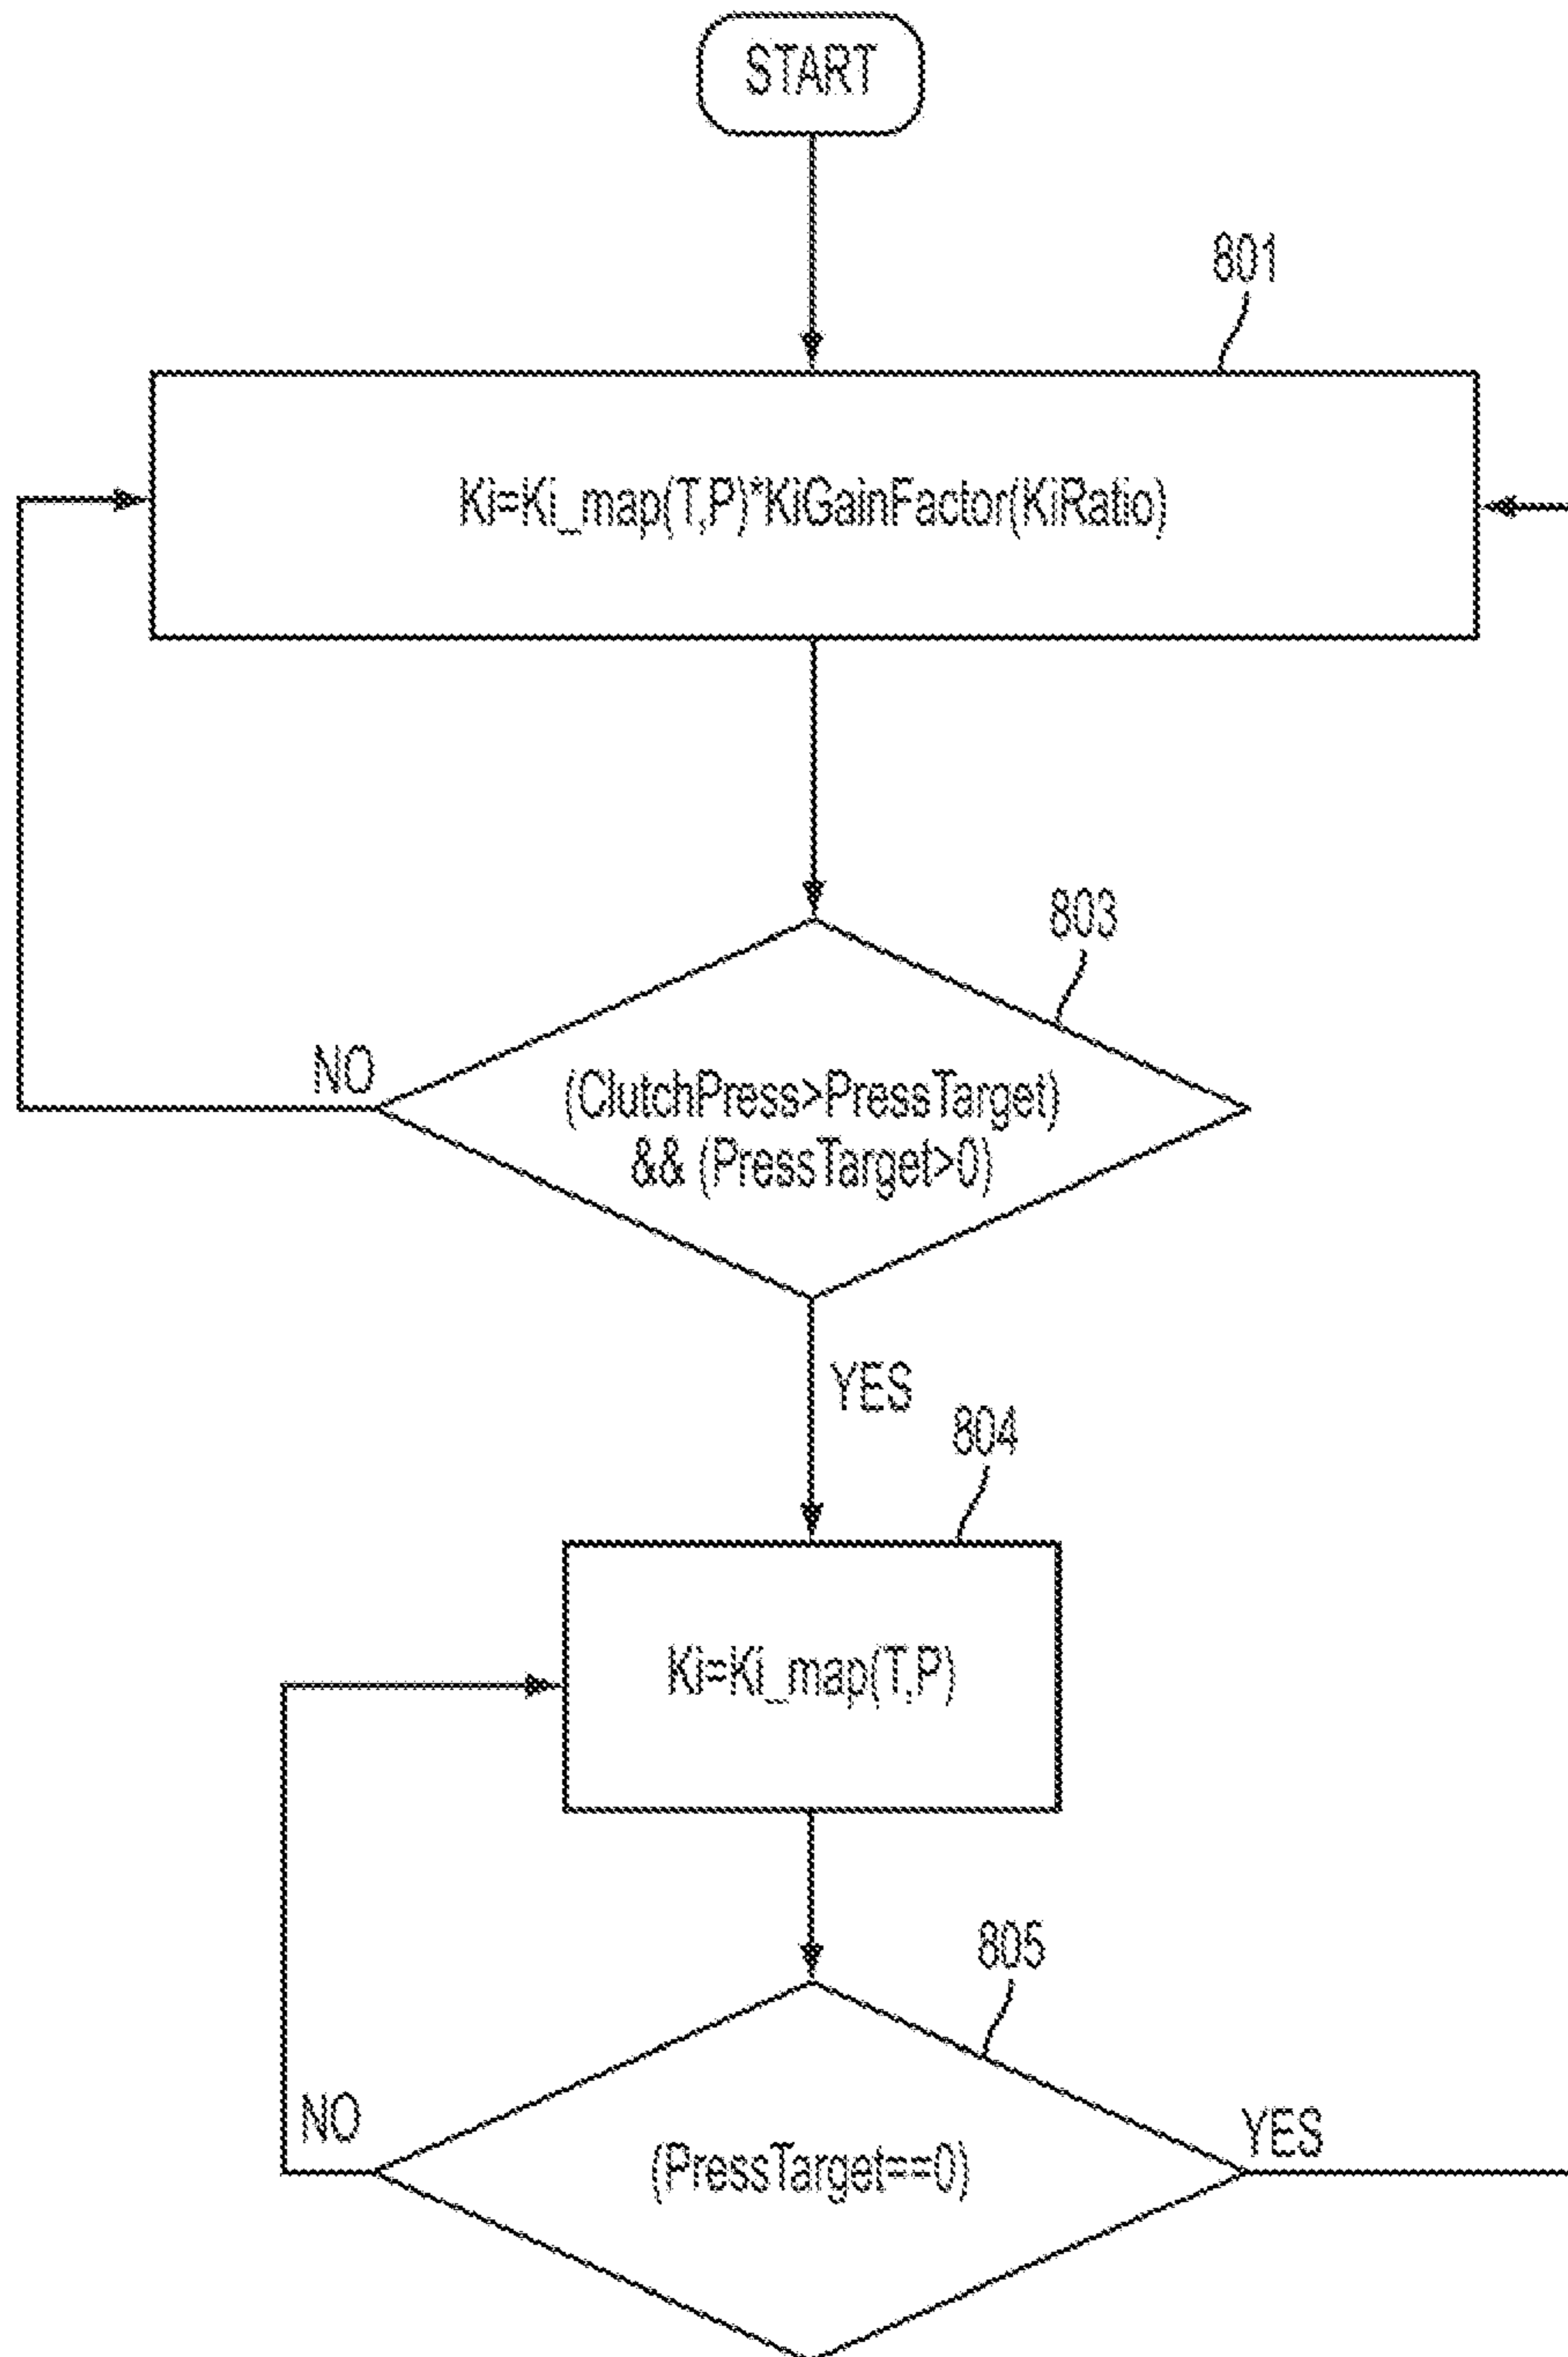 START
801
Ki=Ki_map(T,P)*KiGainFactor(KiRatio)
803
NO
(ClutchPress>PressTarget)
&& (PressTarget>0)
YES
804
Ki=Ki_map(T,P)
805
NO
(PressTarget==0)
YES